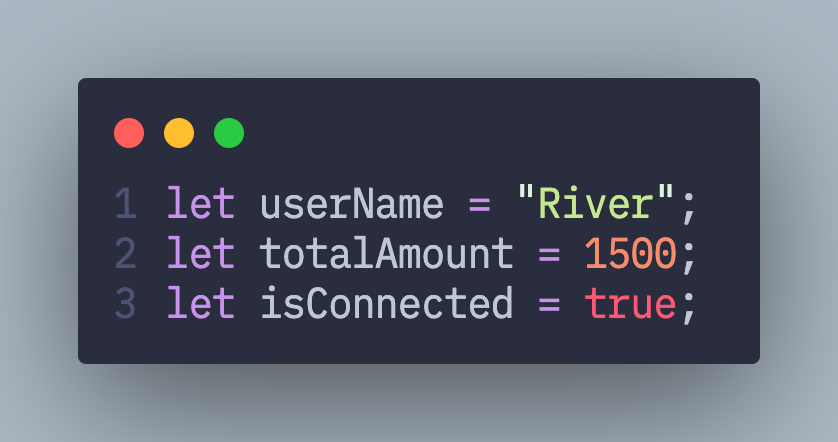 1 let userName = "River";
2 let totalAmount = 1500;
3 let isConnected = true;